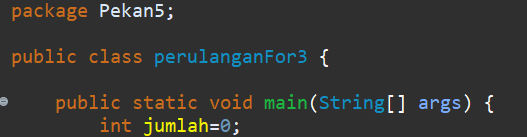 package Pekan5;
public class perulanganFor3 {
public static void main(String[] args) {
int jumlah=0;